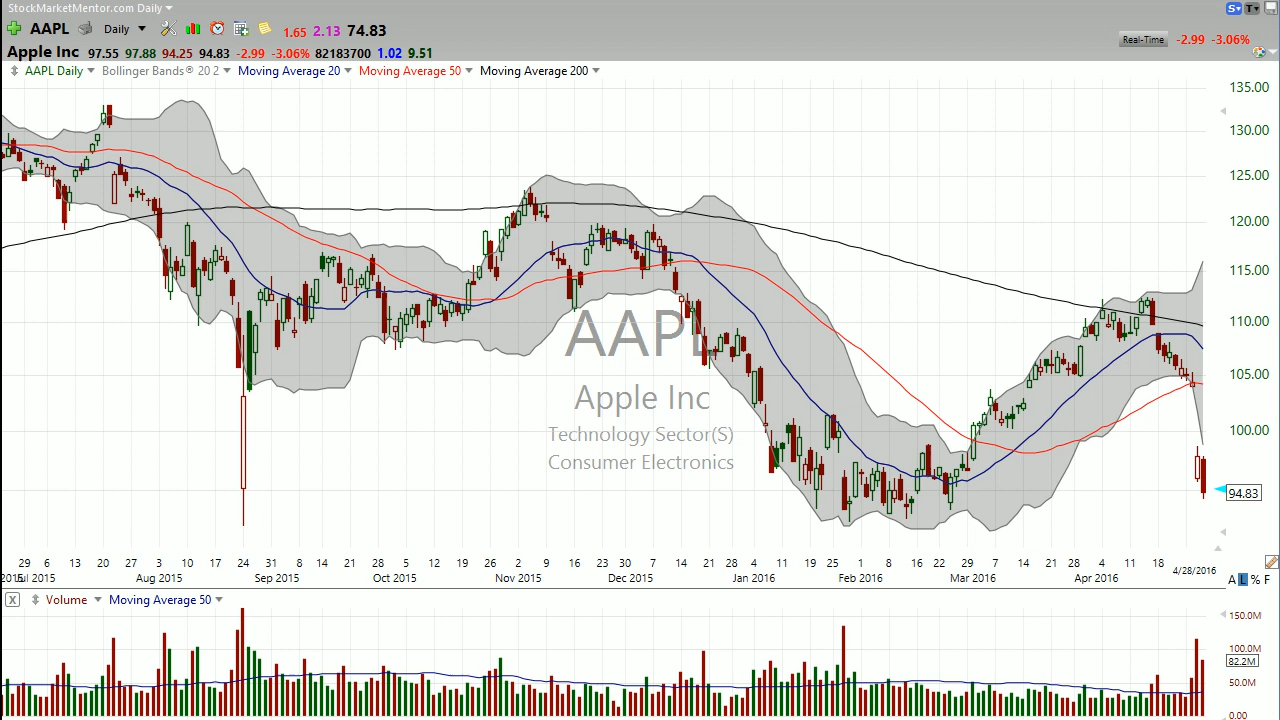 StockMarketMentor.com Daily
S T
AAPL Daily 1.65 2.13 74.83
Real-Time -2.99 -3.06%
Apple Inc 97.55 97.88 94.25 94.83 -2.99 -3.06% 82183700 1.02 9.51
AAPL Daily Bollinger Bands® 20 2 Moving Average 20 Moving Average 50 Moving Average 200
135.00
130.00
125.00
120.00
115.00
110.00
105.00
100.00
94.83
AAPL
Apple Inc
Technology Sector(S)
Consumer Electronics
29 6 13 20 27 3 10 17 24 31 8 14 21 28 5 12 19 26 2 9 16 23 30 7 14 21 28 4 11 19 25 1 8 16 22 29 7 14 21 28 4 11 18
4/28/2016
2015 Jul 2015 Aug 2015 Sep 2015 Oct 2015 Nov 2015 Dec 2015 Jan 2016 Feb 2016 Mar 2016 Apr 2016
A L % F
X Volume Moving Average 50
150.0M
100.0M
82.2M
50.0M
0.00